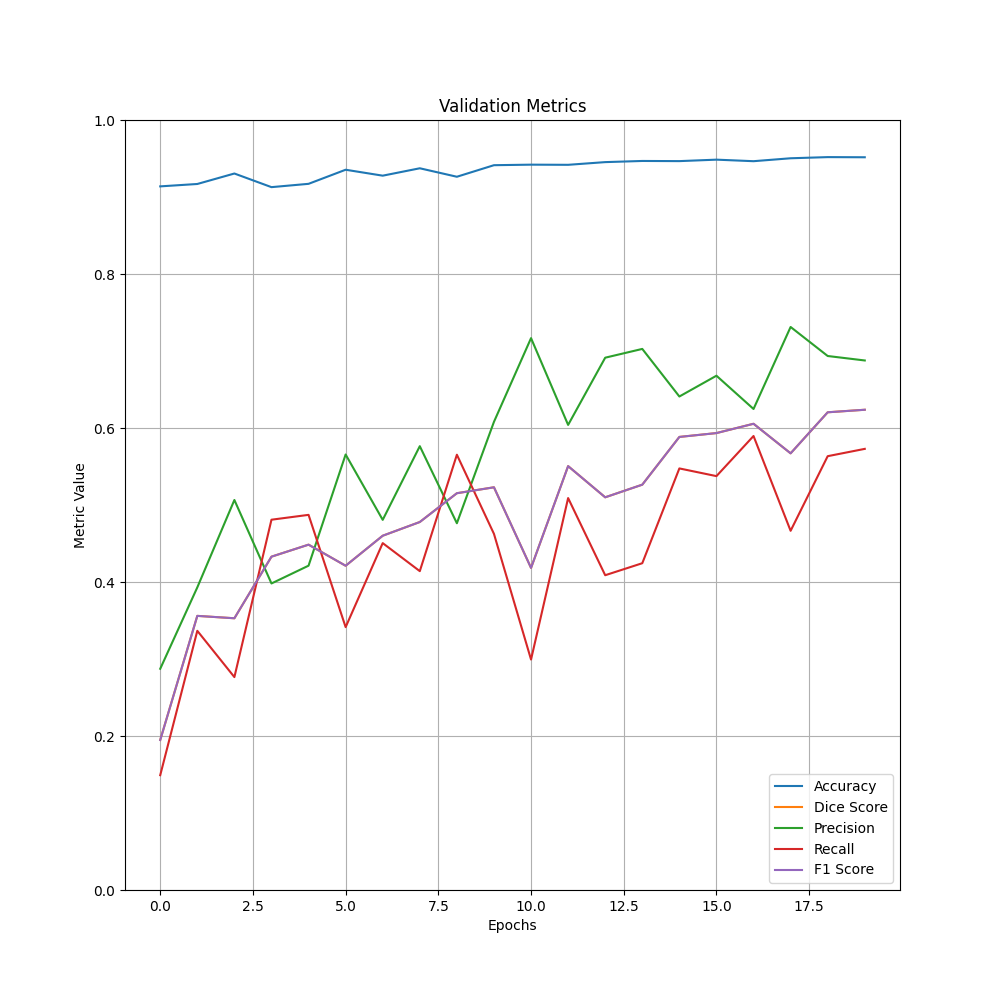 Validation Metrics
1.0
0.8
0.6
0.4
0.2
0.0
Metric Value
0.0 2.5 5.0 7.5 10.0 12.5 15.0 17.5
Epochs
Accuracy
Dice Score
Precision
Recall
F1 Score